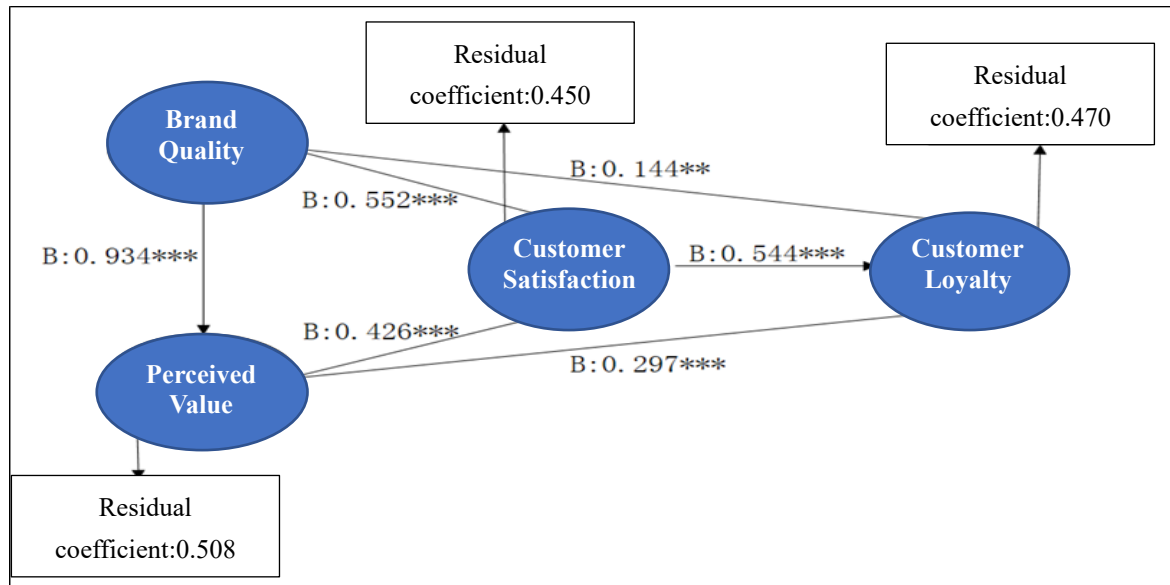 Residual
coefficient:0.450
Residual
coefficient:0.470
Brand
Quality
B:0. 144**
B:0. 552***
Customer
Satisfaction
B:0. 934***
B:0. 544***
Customer
Loyalty
B:0. 426***
B:0. 297***
Perceived
Value
Residual
coefficient:0.508